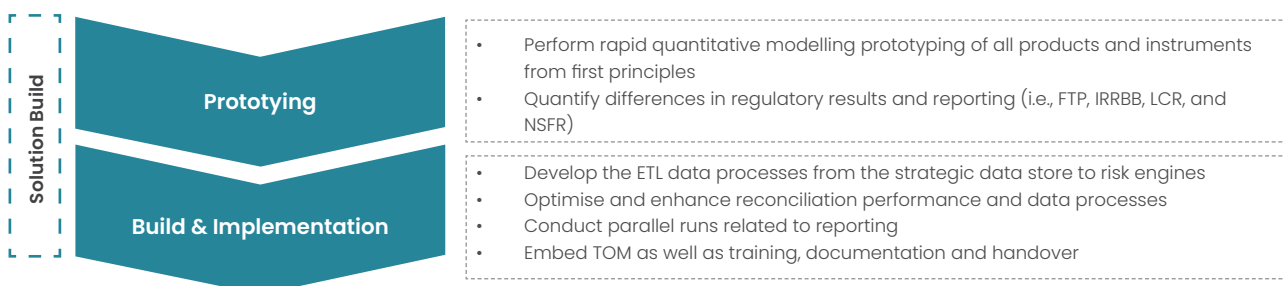 Solution Build
Prototying
• Perform rapid quantitative modelling prototyping of all products and instruments
from first principles
• Quantify differences in regulatory results and reporting (i.e., FTP, IRRBB, LCR, and
NSFR)
Build & Implementation
• Develop the ETL data processes from the strategic data store to risk engines
• Optimise and enhance reconciliation performance and data processes
• Conduct parallel runs related to reporting
• Embed TOM as well as training, documentation and handover